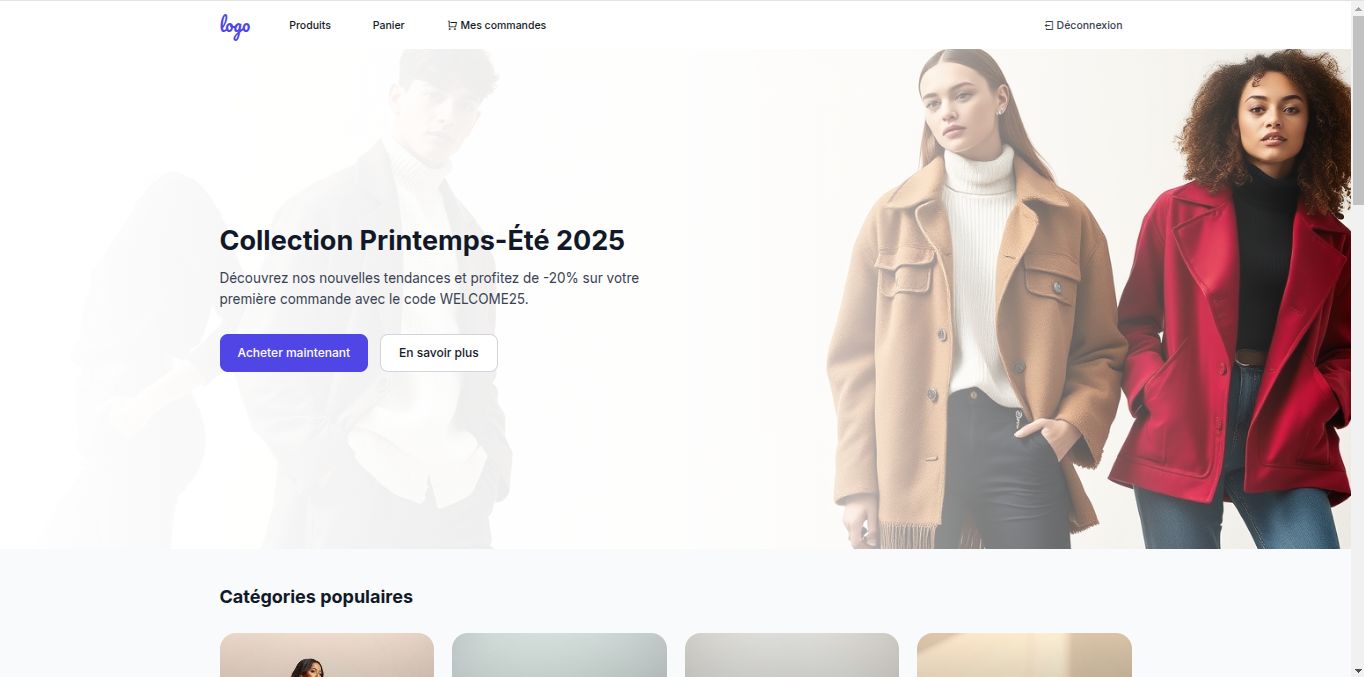 logo
Produits
Panier
Mes commandes
Déconnexion
Collection Printemps-Été 2025
Découvrez nos nouvelles tendances et profitez de -20% sur votre
première commande avec le code WELCOME25.
Acheter maintenant
En savoir plus
Catégories populaires